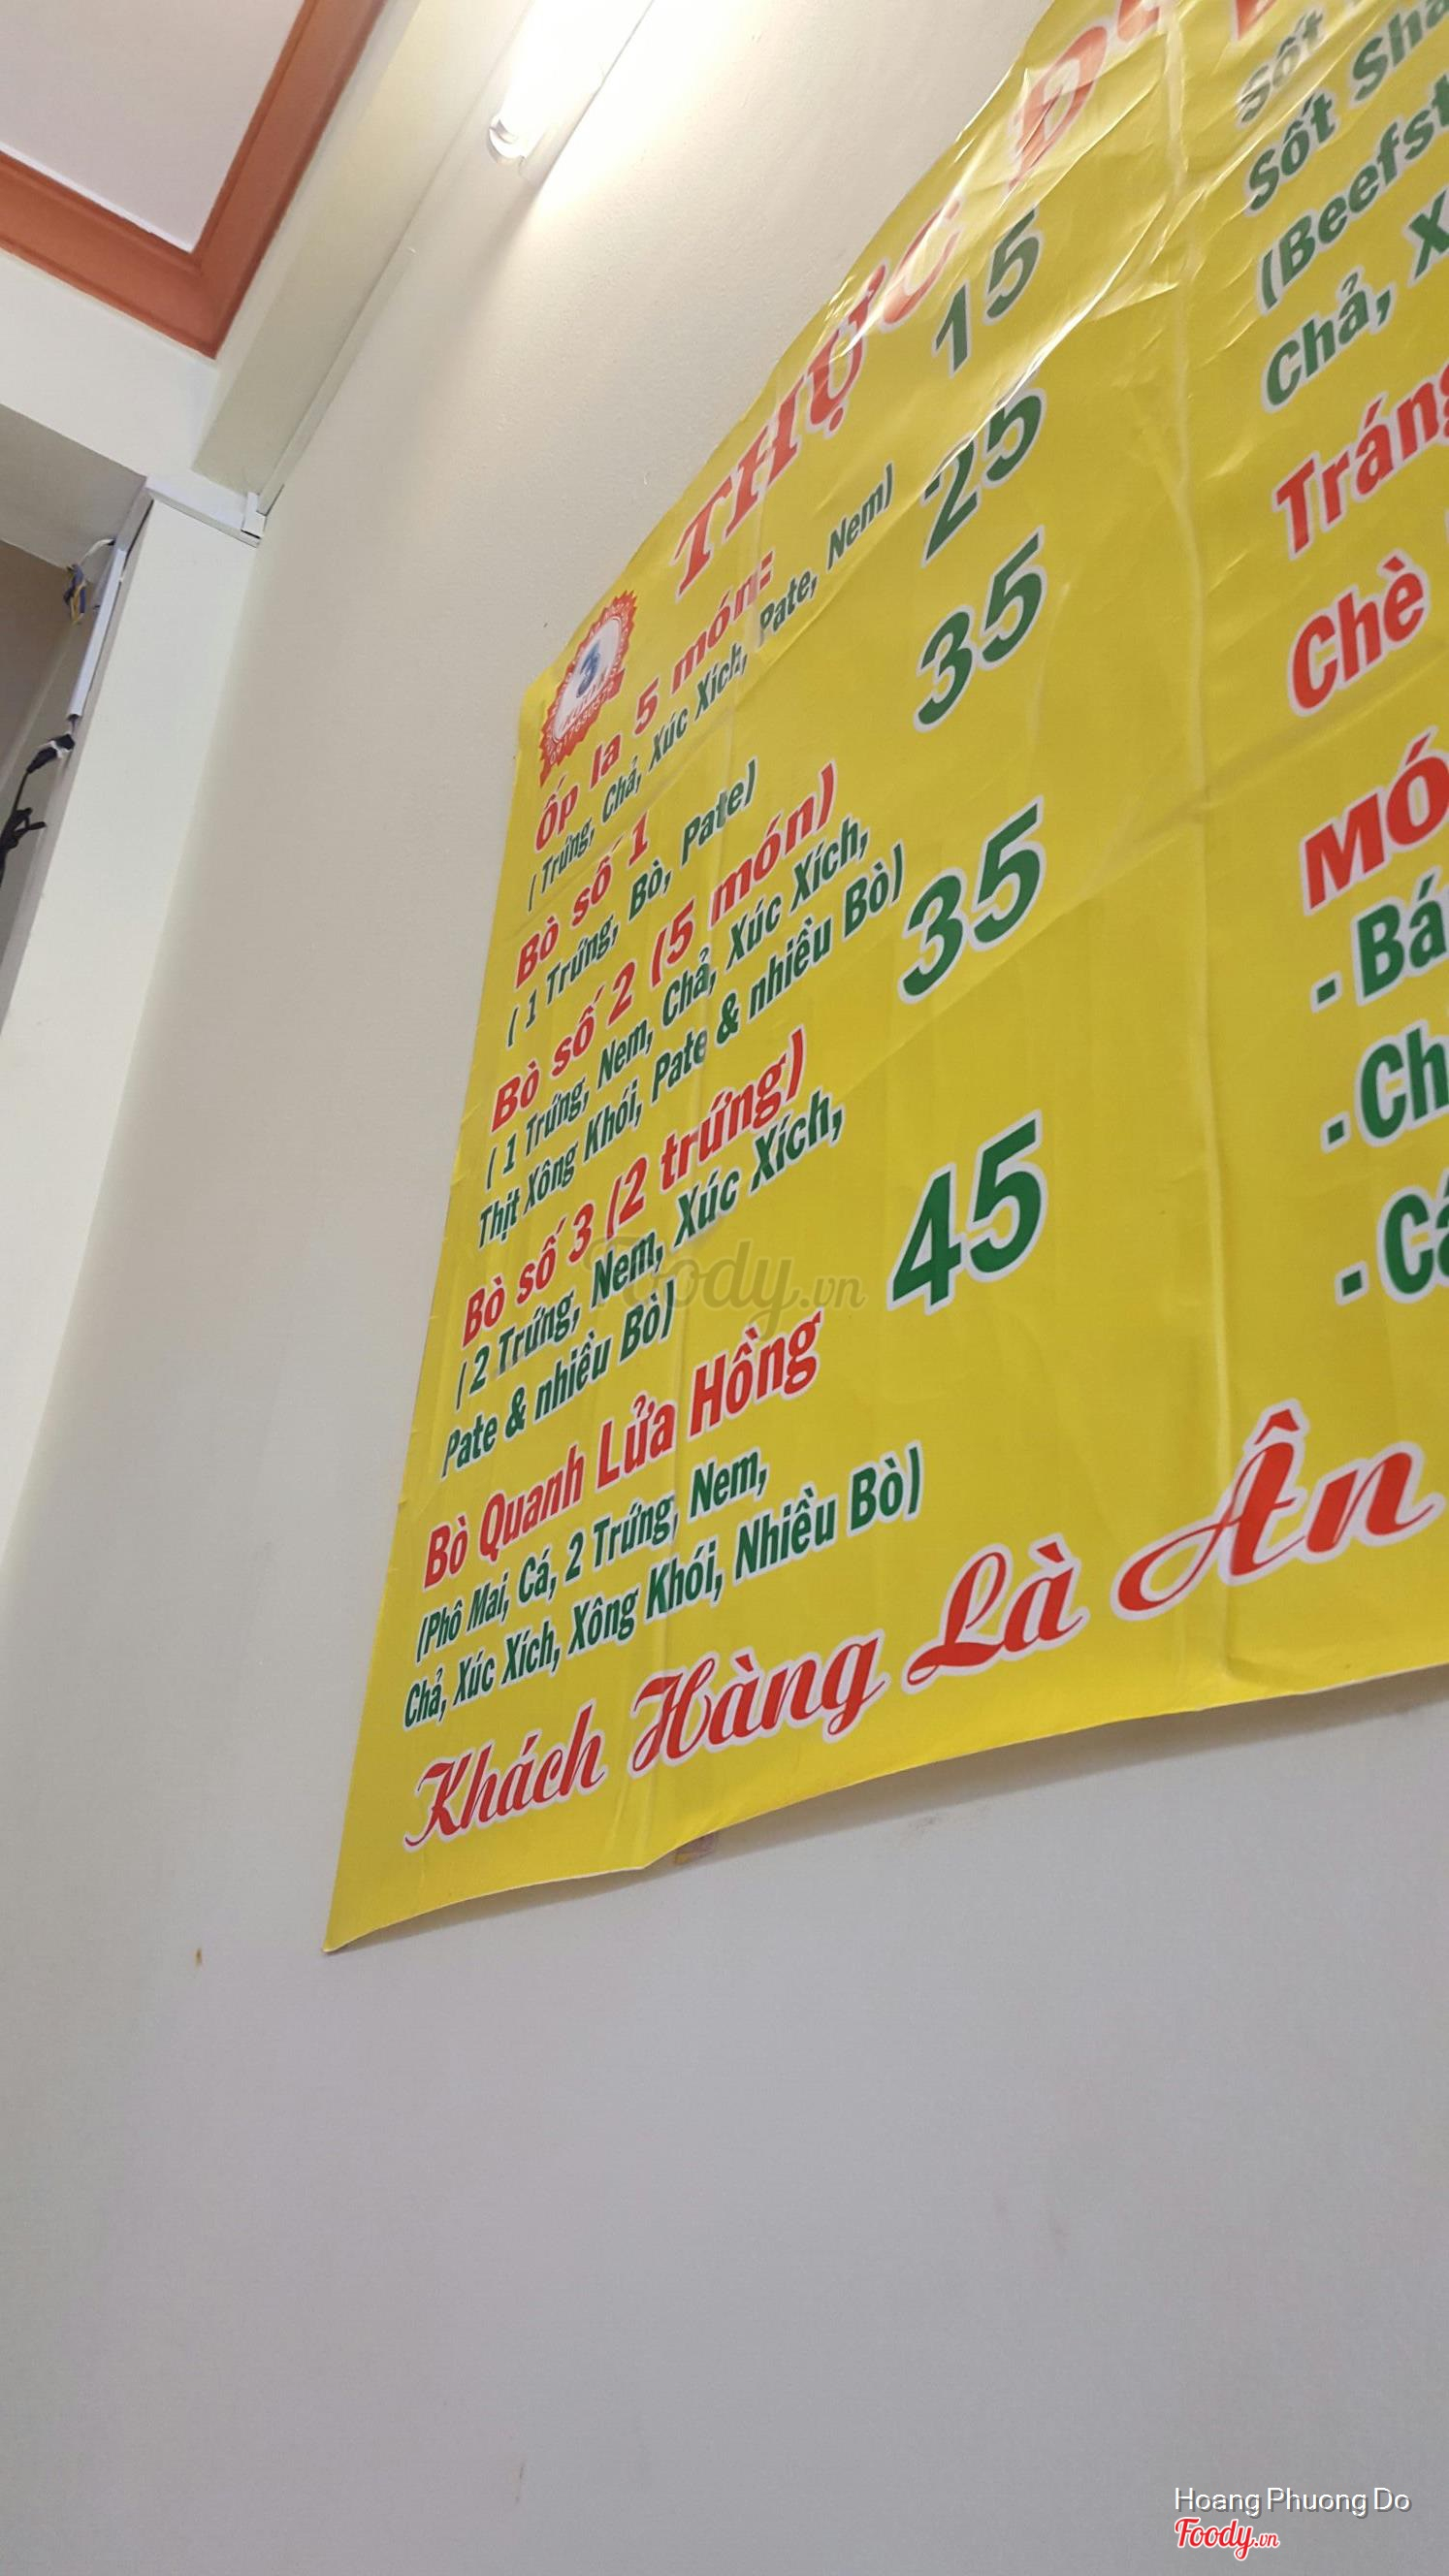 THỰC Đ
Ốp la 5 món: 15
( Trứng, Chả, Xúc Xích, Pate, Nem)
Bò số 1 25
( 1 Trứng, Bò, Pate)
Bò số 2 (5 món) 35
( 1 Trứng, Nem, Chả, Xúc Xích,
Thịt Xông Khói, Pate & nhiều Bò)
Bò số 3 (2 trứng) 35
( 2 Trứng, Nem, Xúc Xích,
Pate & nhiều Bò)
Bò Quanh Lửa Hồng 45
(Phô Mai, Cá, 2 Trứng, Nem,
Chả, Xúc Xích, Xông Khói, Nhiều Bò)
Sốt
Sốt Sha
(Beefst
Chả, X
Tráng
Chè
MÓ
- Bá
- Ch
- Cá
Khách Hàng Là Ân
Foody.vn
Hoang Phuong Do
Foody.vn